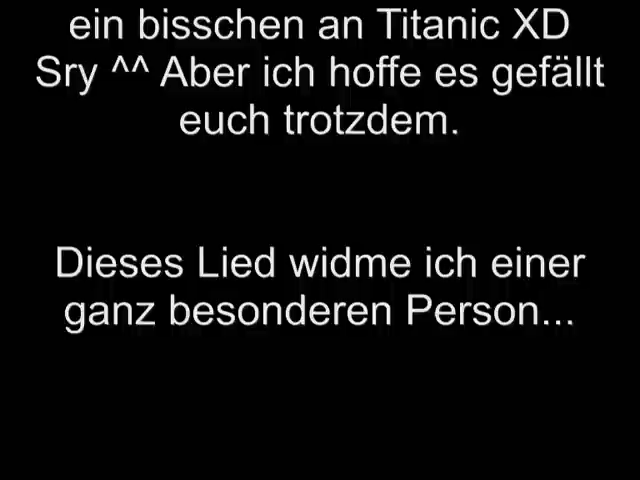 ein bisschen an Titanic XD
Sry ^^ Aber ich hoffe es gefällt
euch trotzdem.
Dieses Lied widme ich einer
ganz besonderen Person...